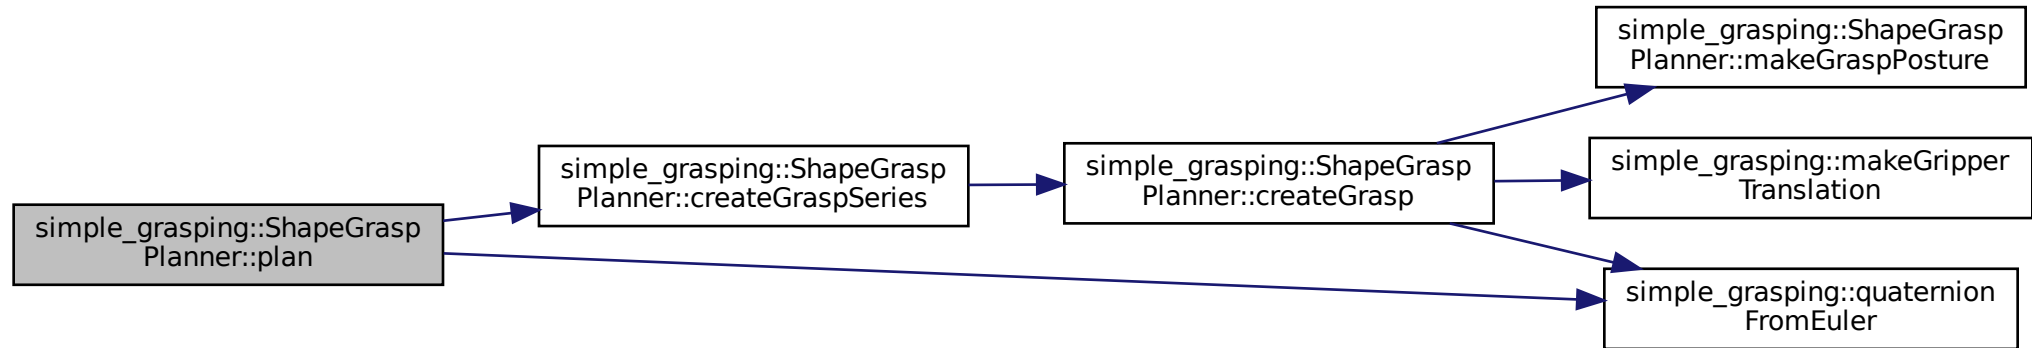 simple_grasping::ShapeGrasp
Planner::plan
simple_grasping::ShapeGrasp
Planner::createGraspSeries
simple_grasping::ShapeGrasp
Planner::createGrasp
simple_grasping::ShapeGrasp
Planner::makeGraspPosture
simple_grasping::makeGripper
Translation
simple_grasping::quaternion
FromEuler